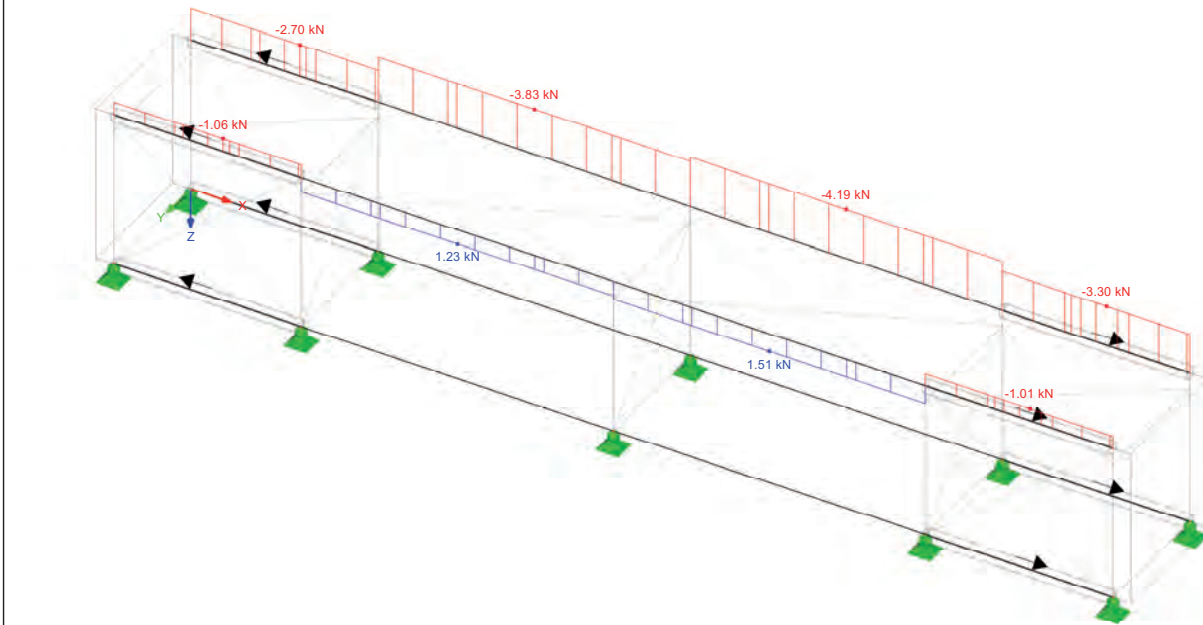 -2.70 kN
-3.83 kN
-1.06 kN
-4.19 kN
X
Y
Z
1.23 kN
-3.30 kN
1.51 kN
-1.01 kN